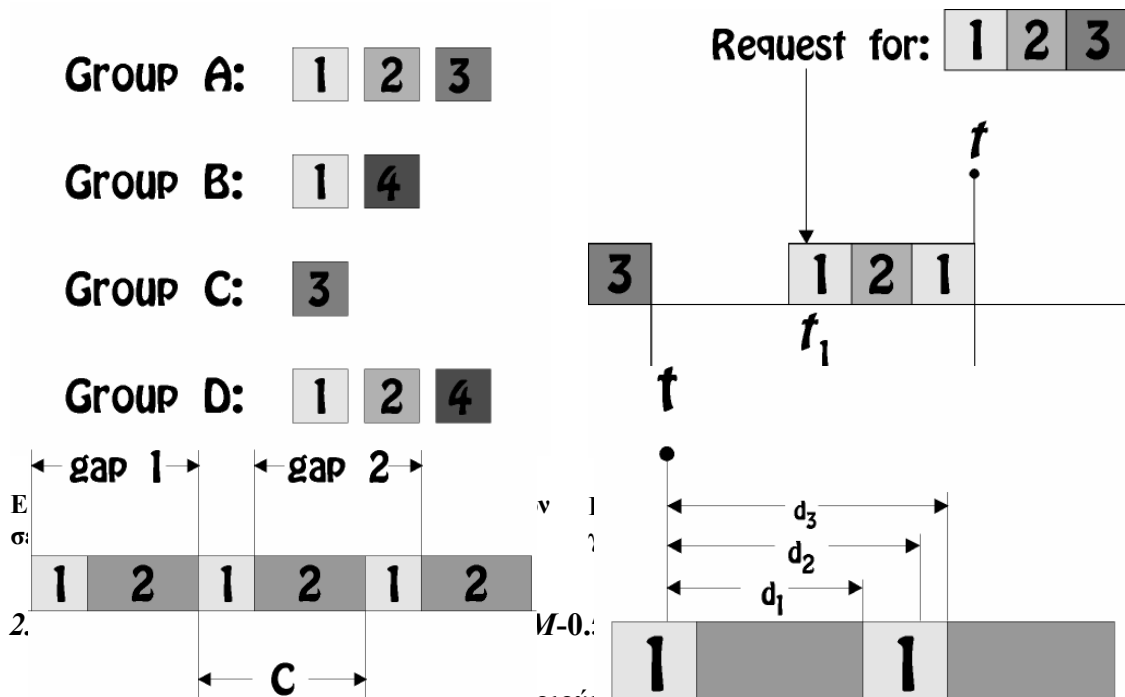 Group A: 1 2 3
Group B: 1 4
Group C: 3
Group D: 1 2 4
Request for: 1 2 3
t
3 1 2 1
t₁
gap 1 gap 2
1 2 1 2 1 2
C
t
d₃
d₂
d₁
1 1